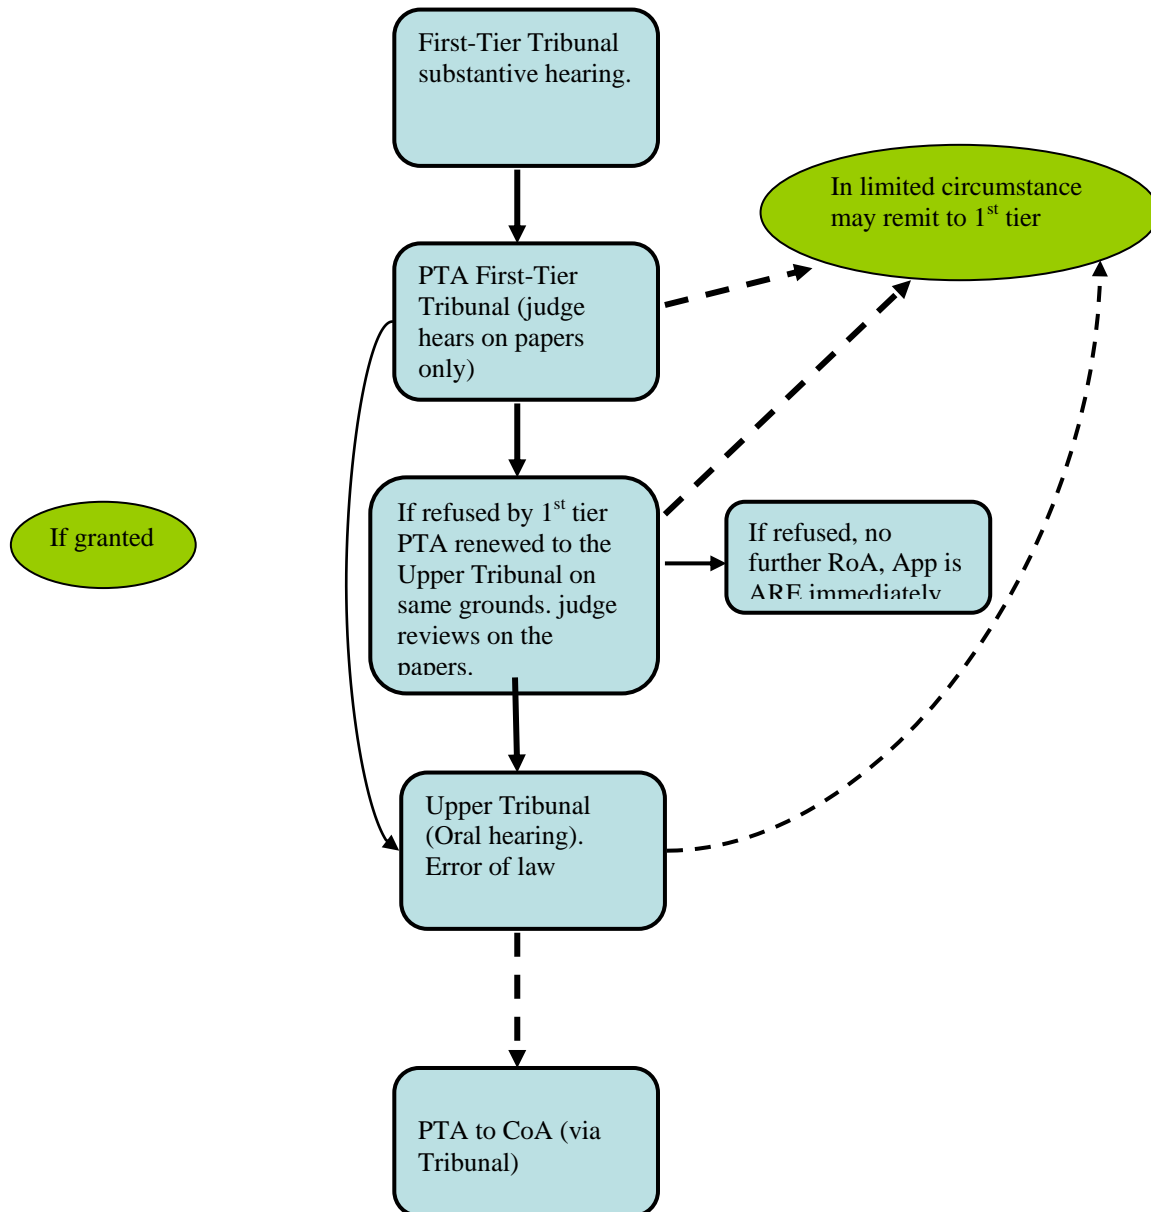 First-Tier Tribunal
substantive hearing.
In limited circumstance
may remit to 1st tier
PTA First-Tier
Tribunal (judge
hears on papers
only)
If granted
If refused by 1st tier
PTA renewed to the
Upper Tribunal on
same grounds. judge
reviews on the
papers.
If refused, no
further RoA, App is
ARE immediately
Upper Tribunal
(Oral hearing).
Error of law
PTA to CoA (via
Tribunal)